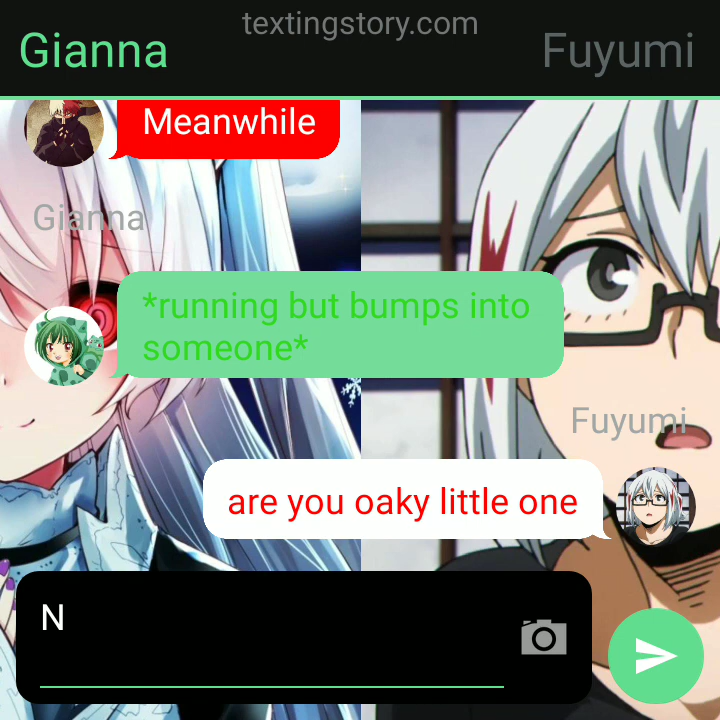 textingstory.com
Gianna
Fuyumi
Meanwhile
Gianna
*running but bumps into
someone*
Fuyumi
are you oaky little one
N